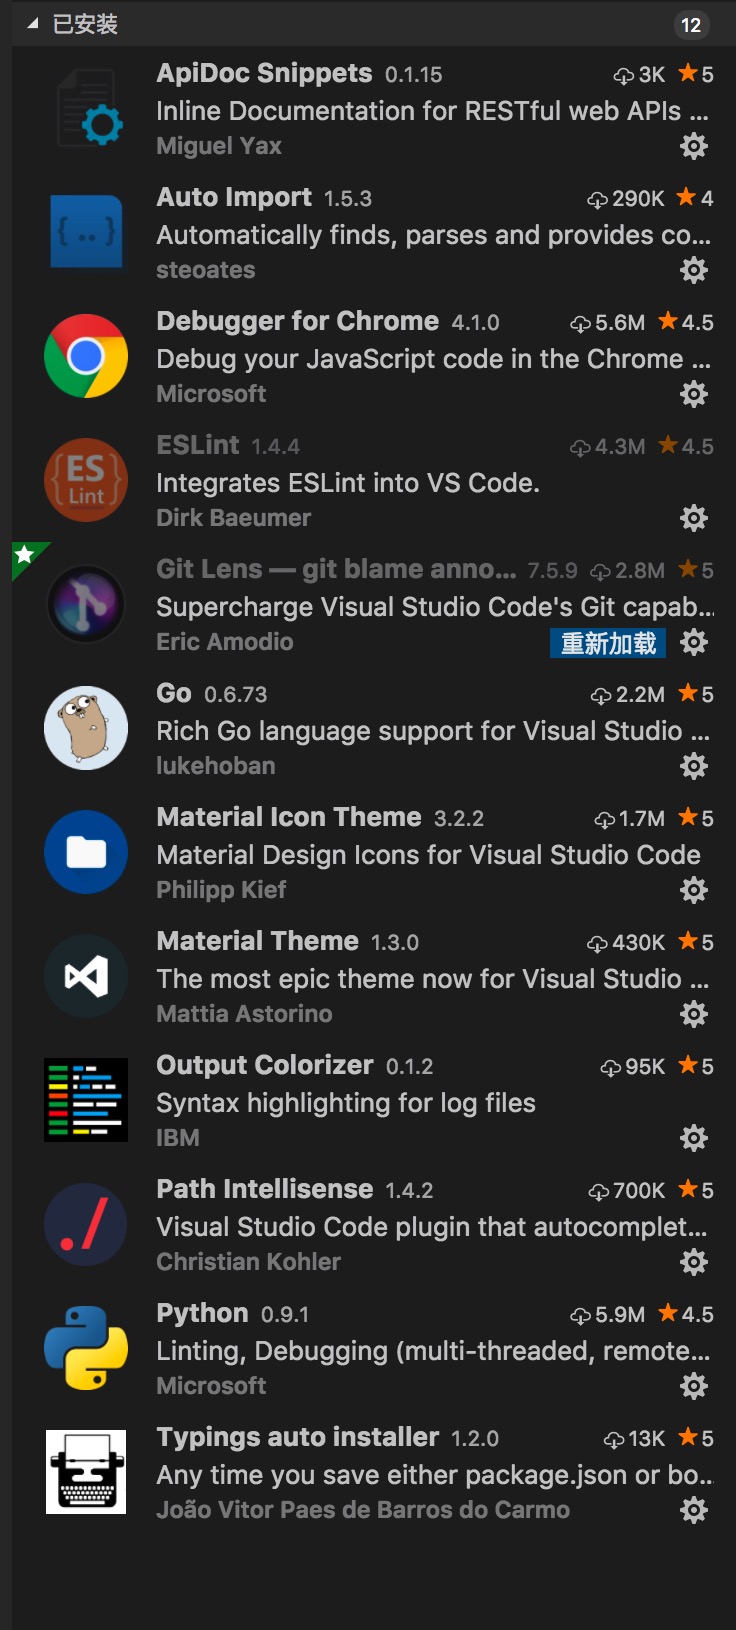 已安装 12
ApiDoc Snippets 0.1.15 3K 5
Inline Documentation for RESTful web APIs ...
Miguel Yax
{..}
Auto Import 1.5.3 290K 4
Automatically finds, parses and provides co...
steoates
Debugger for Chrome 4.1.0 5.6M 4.5
Debug your JavaScript code in the Chrome ...
Microsoft
{ES}
Lint
ESLint 1.4.4 4.3M 4.5
Integrates ESLint into VS Code.
Dirk Baeumer
Git Lens — git blame anno... 7.5.9 2.8M 5
Supercharge Visual Studio Code's Git capab...
Eric Amodio 重新加载
Go 0.6.73 2.2M 5
Rich Go language support for Visual Studio ...
lukehoban
Material Icon Theme 3.2.2 1.7M 5
Material Design Icons for Visual Studio Code
Philipp Kief
Material Theme 1.3.0 430K 5
The most epic theme now for Visual Studio ...
Mattia Astorino
Output Colorizer 0.1.2 95K 5
Syntax highlighting for log files
IBM
./
Path Intellisense 1.4.2 700K 5
Visual Studio Code plugin that autocomplet...
Christian Kohler
Python 0.9.1 5.9M 4.5
Linting, Debugging (multi-threaded, remote...
Microsoft
Typings auto installer 1.2.0 13K 5
Any time you save either package.json or bo...
João Vitor Paes de Barros do Carmo